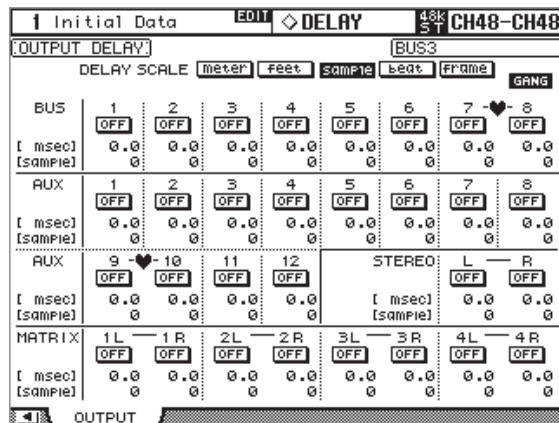 1 Initial Data EDIT ◇DELAY 48K ST CH48-CH48
OUTPUT DELAY BUS3
DELAY SCALE meter feet sample beat frame
GANG
BUS 1 2 3 4 5 6 7 -♥- 8
OFF OFF OFF OFF OFF OFF OFF OFF
[ msec] 0.0 0.0 0.0 0.0 0.0 0.0 0.0 0.0
[sample] 0 0 0 0 0 0 0 0
AUX 1 2 3 4 5 6 7 8
OFF OFF OFF OFF OFF OFF OFF OFF
[ msec] 0.0 0.0 0.0 0.0 0.0 0.0 0.0 0.0
[sample] 0 0 0 0 0 0 0 0
AUX 9 -♥- 10 11 12 STEREO L — R
OFF OFF OFF OFF OFF OFF
[ msec] 0.0 0.0 0.0 0.0 [ msec] 0.0 0.0
[sample] 0 0 0 0 [sample] 0 0
MATRIX 1L — 1R 2L — 2R 3L — 3R 4L — 4R
OFF OFF OFF OFF OFF OFF OFF OFF
[ msec] 0.0 0.0 0.0 0.0 0.0 0.0 0.0 0.0
[sample] 0 0 0 0 0 0 0 0
OUTPUT